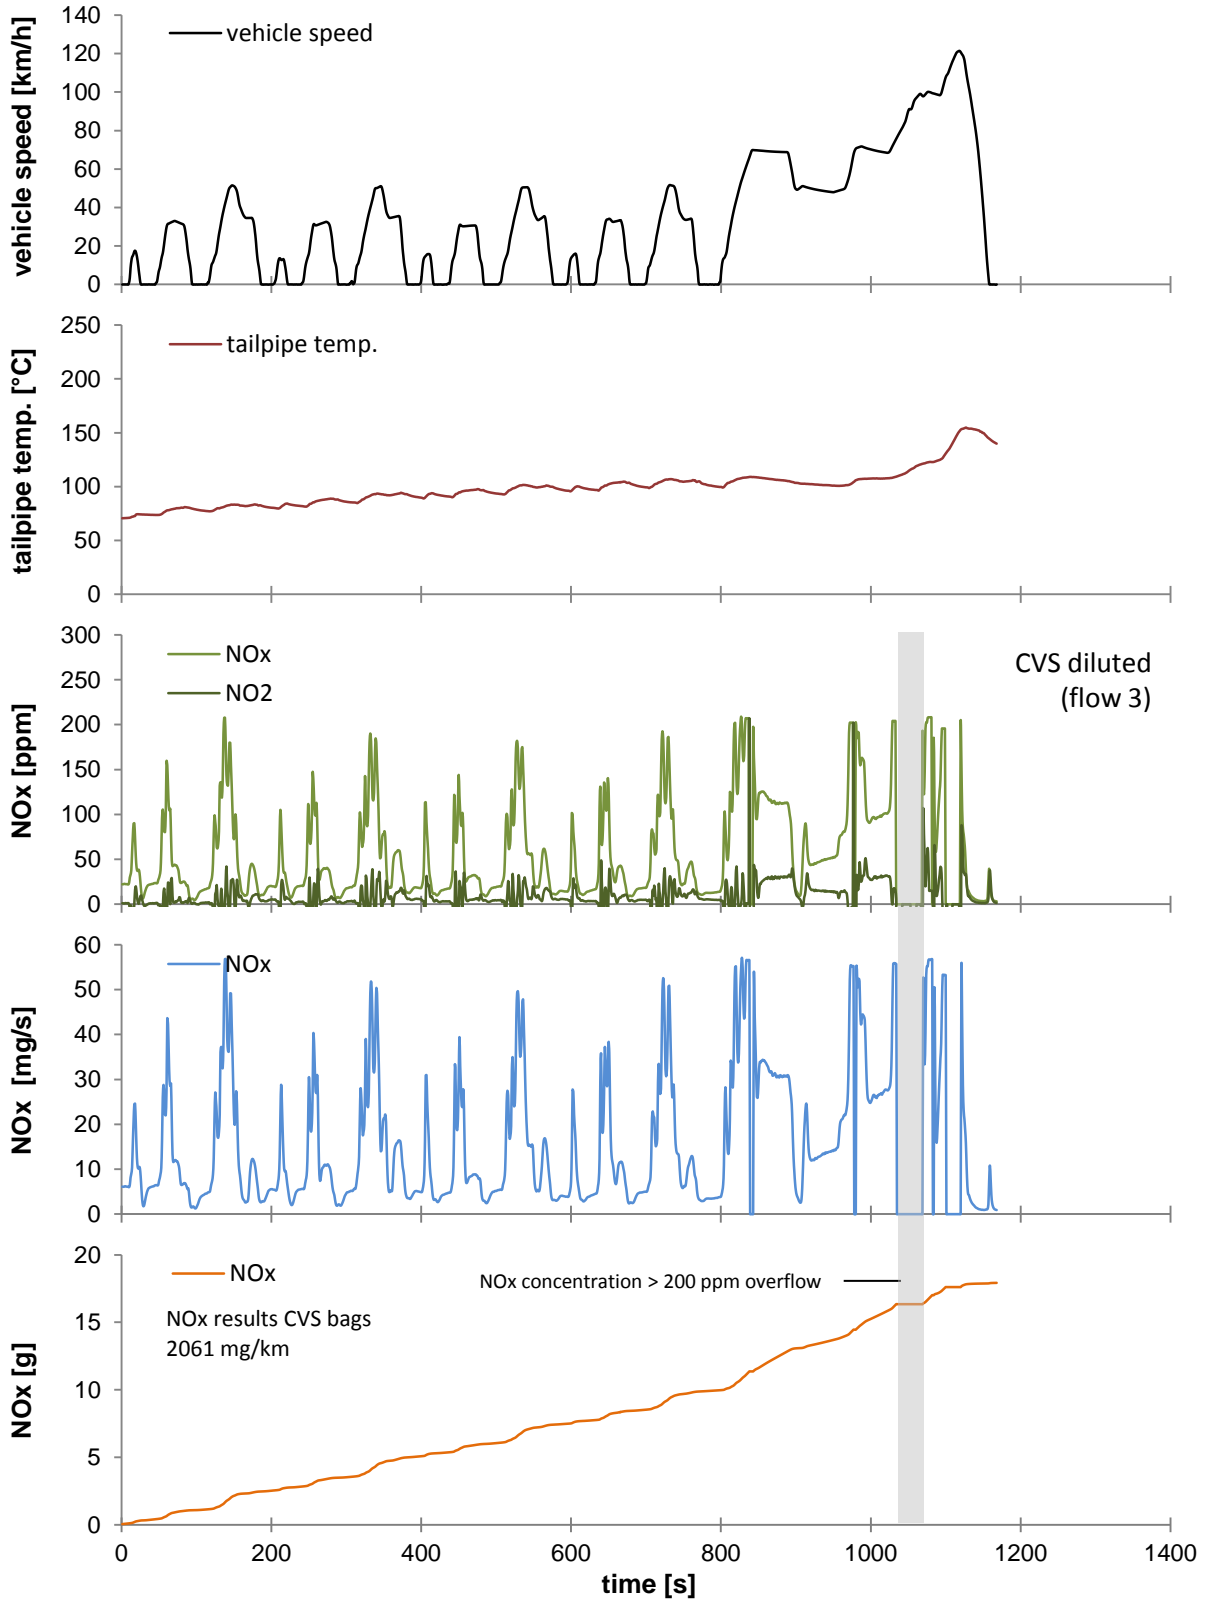 140
120
100
80
60
40
20
0
vehicle speed [km/h]
vehicle speed
250
200
150
100
50
0
tailpipe temp. [°C]
tailpipe temp.
300
250
200
150
100
50
0
NOx [ppm]
NOx
NO2
CVS diluted
(flow 3)
60
50
40
30
20
10
0
NOx [mg/s]
NOx
20
15
10
5
0
NOx [g]
NOx
NOx results CVS bags
2061 mg/km
NOx concentration > 200 ppm overflow
0 200 400 600 800 1000 1200 1400
time [s]